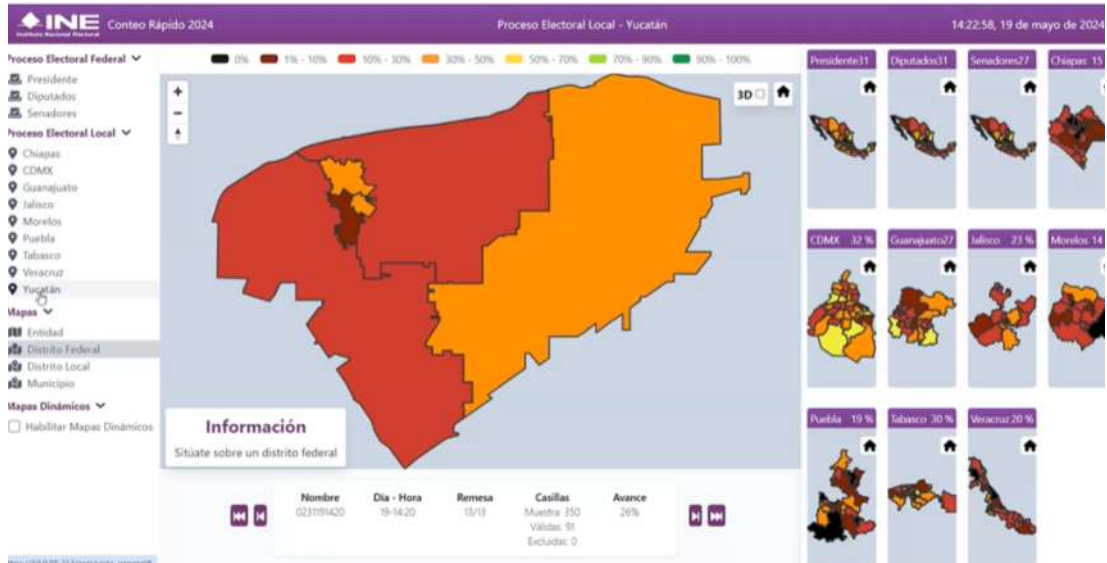 INE
Instituto Nacional Electoral
Conteo Rápido 2024
Proceso Electoral Local - Yucatán
14:22:58, 19 de mayo de 2024
Proceso Electoral Federal
Presidente
Diputados
Senadores
Proceso Electoral Local
Chiapas
CDMX
Guanajuato
Jalisco
Morelos
Puebla
Tabasco
Veracruz
Yucatán
Mapas
Entidad
Distrito Federal
Distrito Local
Municipio
Mapas Dinámicos
Habilitar Mapas Dinámicos
0% 1% - 10% 10% - 30% 30% - 50% 50% - 70% 70% - 90% 90% - 100%
+
−
3D
Información
Sitúate sobre un distrito federal
Nombre Día - Hora Remesa Casillas Avance
0231191420 19-14:20 13/13 Muestra: 350 26%
Válidas: 91
Excluidas: 0
Presidente31 Diputados31 Senadores27 Chiapas 15
CDMX 32 % Guanajuato27 Jalisco 23 % Morelos 14
Puebla 19 % Tabasco 30 % Veracruz 20 %